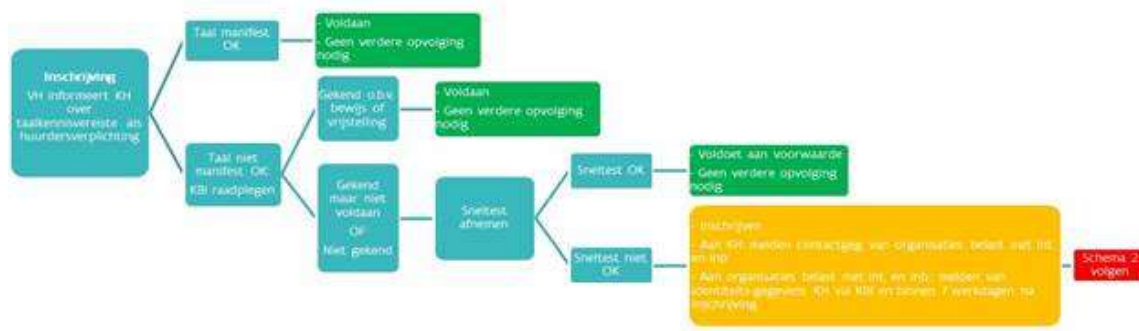 Inschrijving
VH informeert KH
over
taalkennisvereiste als
huurdersverplichting
Taal manifest
OK
- Voldaan
- Geen verdere opvolging
nodig
Taal niet
manifest OK:
KBI raadplegen
Gekend o.b.v.
bewijs of
vrijstelling
- Voldaan
- Geen verdere opvolging
nodig
Gekend
maar niet
voldaan
OF
Niet gekend
Sneltest
afnemen
Sneltest OK
- Voldoet aan voorwaarde
- Geen verdere opvolging
nodig
Sneltest niet
OK
- Inschrijven
- Aan KH melden contactgeg van organisaties belast met int.
en inb
- Aan organisaties belast met int. en inb: melden van
identiteits-gegevens KH via KBI en binnen 7 werkdagen na
inschrijving
Schema 2
volgen